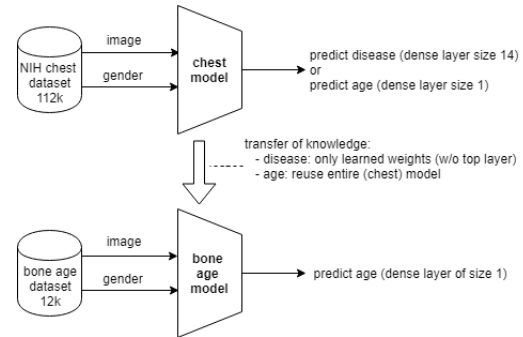 NIH chest
dataset
112k
image
gender
chest
model
predict disease (dense layer size 14)
or
predict age (dense layer size 1)
transfer of knowledge:
- disease: only learned weights (w/o top layer)
- age: reuse entire (chest) model
bone age
dataset
12k
image
gender
bone
age
model
predict age (dense layer of size 1)